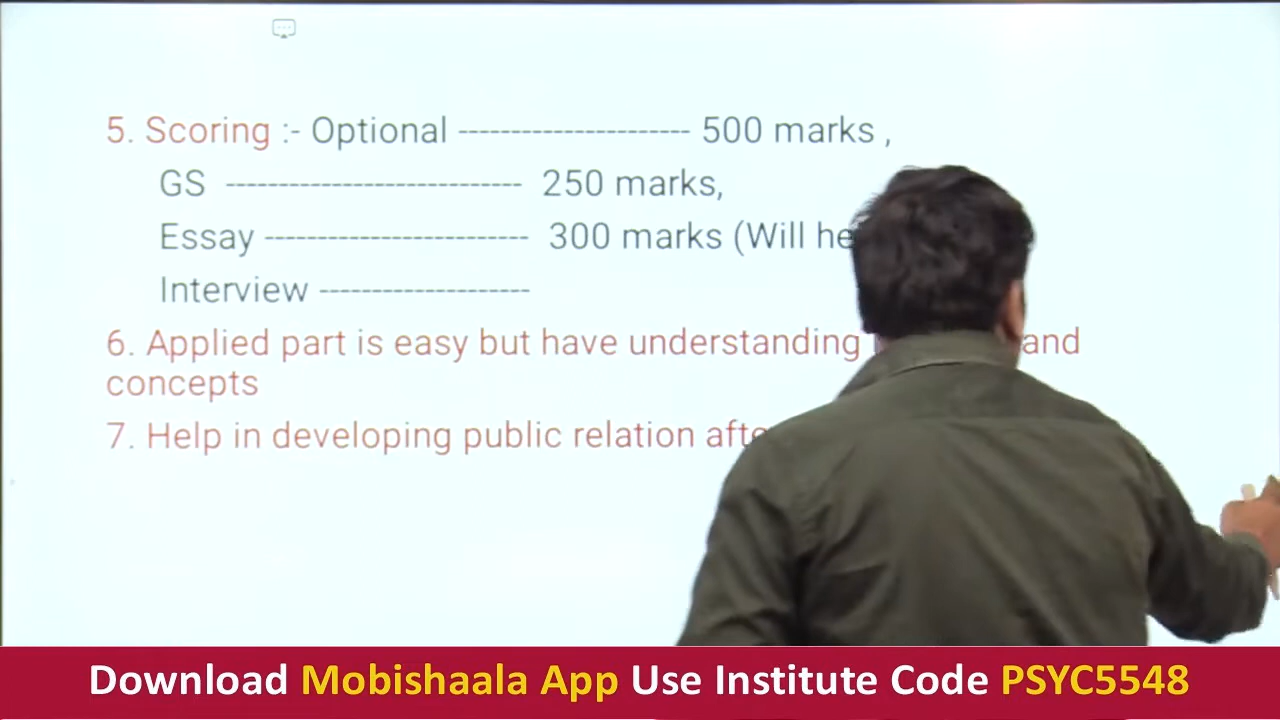 5. Scoring :- Optional ---------------------- 500 marks ,
GS ---------------------------- 250 marks,
Essay ------------------------- 300 marks (Will he
Interview --------------------
6. Applied part is easy but have understanding and
concepts
7. Help in developing public relation afte
Download Mobishaala App Use Institute Code PSYC5548